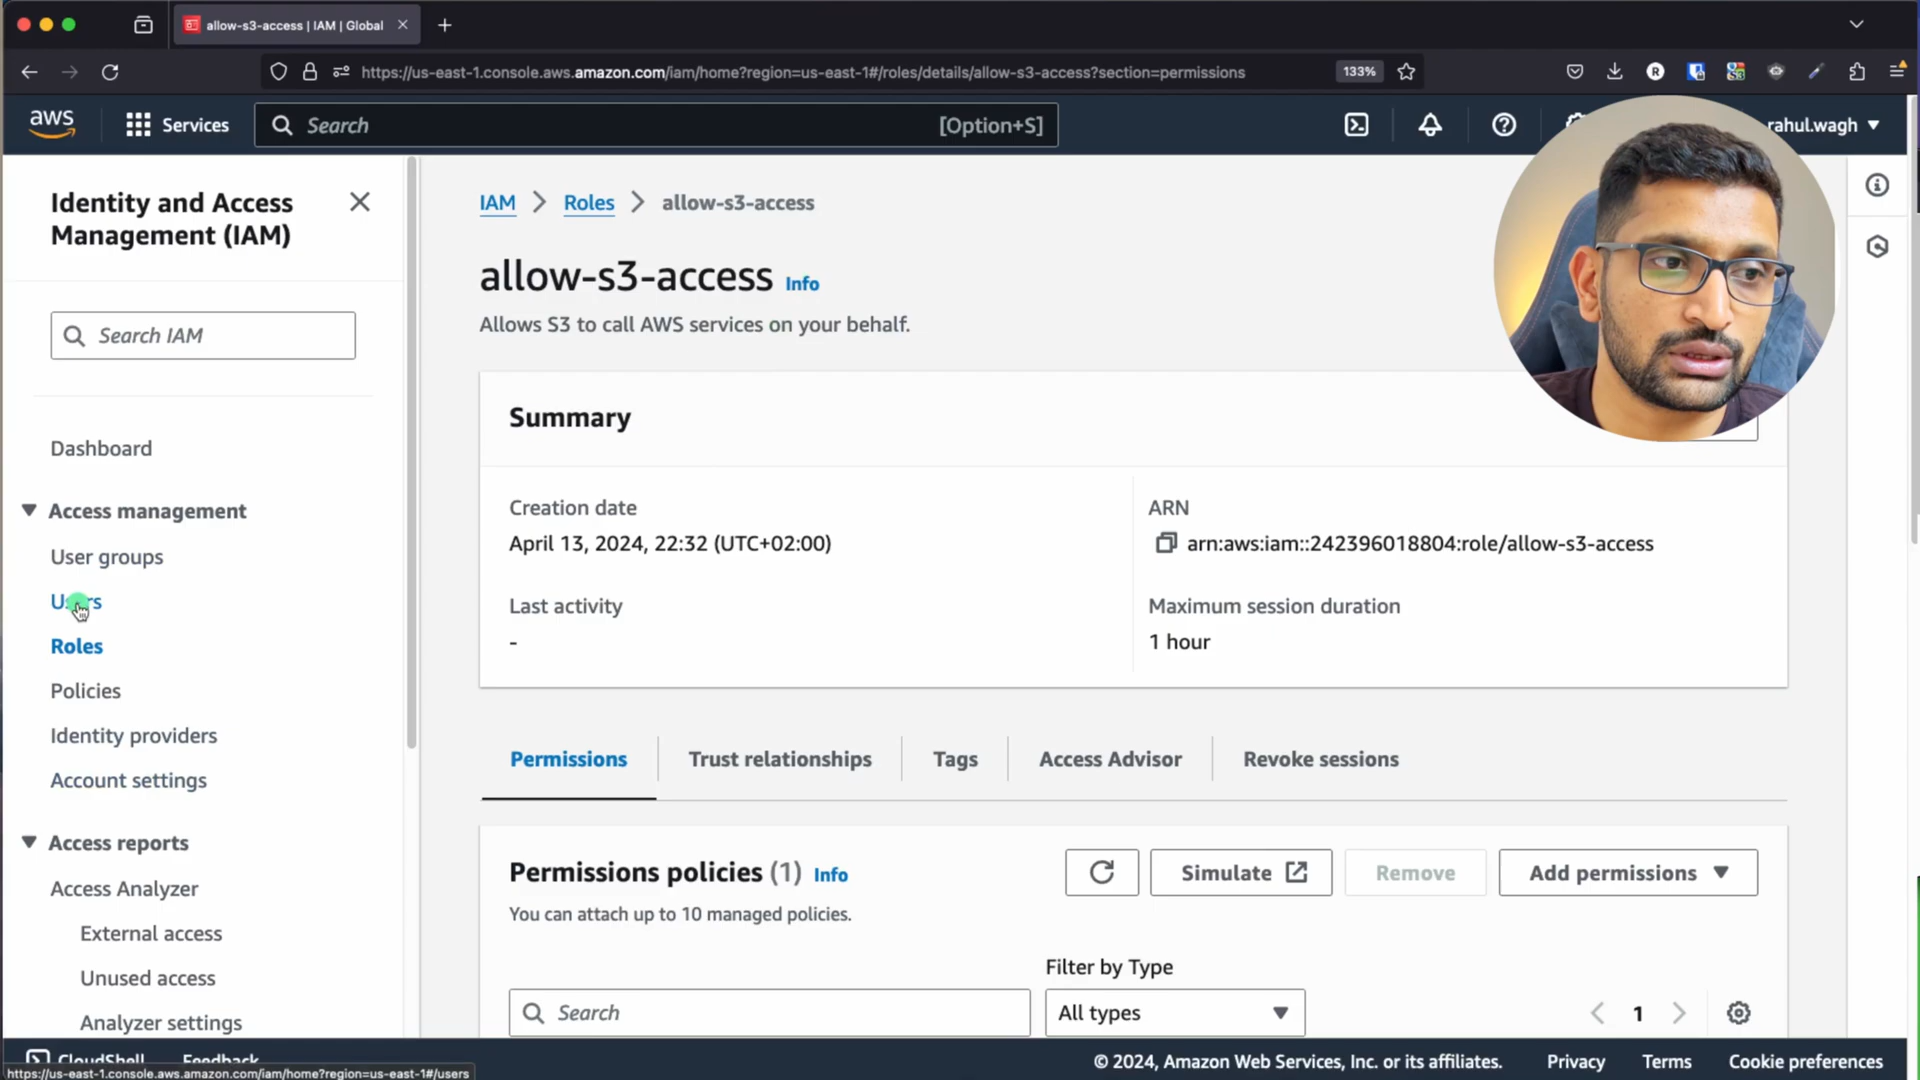 allow-s3-access | IAM | Global
https://us-east-1.console.aws.amazon.com/iam/home?region=us-east-1#/roles/details/allow-s3-access?section=permissions
133%
aws
Services
Search
[Option+S]
rahul.wagh
Identity and Access
Management (IAM)
Search IAM
Dashboard
Access management
User groups
Users
Roles
Policies
Identity providers
Account settings
Access reports
Access Analyzer
External access
Unused access
Analyzer settings
IAM > Roles > allow-s3-access
allow-s3-access Info
Allows S3 to call AWS services on your behalf.
Summary
Creation date
April 13, 2024, 22:32 (UTC+02:00)
ARN
arn:aws:iam::242396018804:role/allow-s3-access
Last activity
-
Maximum session duration
1 hour
Permissions
Trust relationships
Tags
Access Advisor
Revoke sessions
Permissions policies (1) Info
You can attach up to 10 managed policies.
Simulate
Remove
Add permissions
Filter by Type
Search
All types
1
CloudShell
Feedback
© 2024, Amazon Web Services, Inc. or its affiliates.
Privacy
Terms
Cookie preferences
https://us-east-1.console.aws.amazon.com/iam/home?region=us-east-1#/users